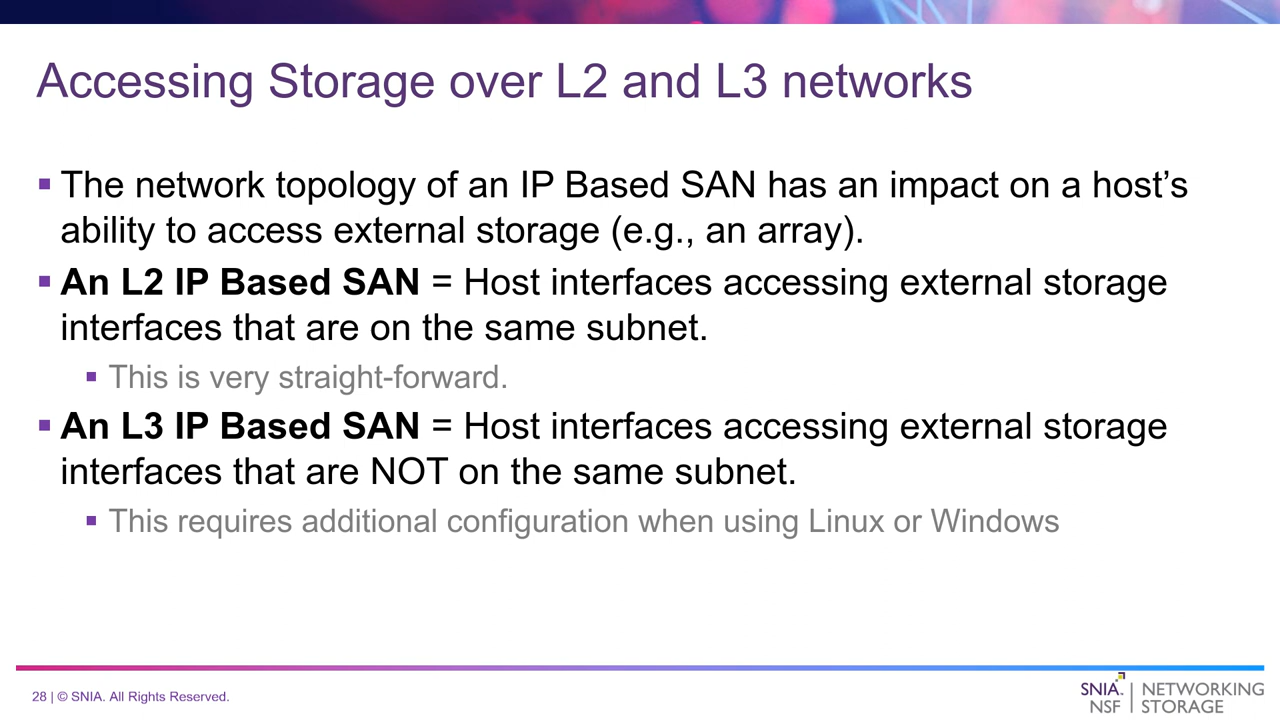 Accessing Storage over L2 and L3 networks
▪ The network topology of an IP Based SAN has an impact on a host’s
ability to access external storage (e.g., an array).
▪ An L2 IP Based SAN = Host interfaces accessing external storage
interfaces that are on the same subnet.
▪ This is very straight-forward.
▪ An L3 IP Based SAN = Host interfaces accessing external storage
interfaces that are NOT on the same subnet.
▪ This requires additional configuration when using Linux or Windows
28 | © SNIA. All Rights Reserved.
SNIA. | NETWORKING
NSF | STORAGE